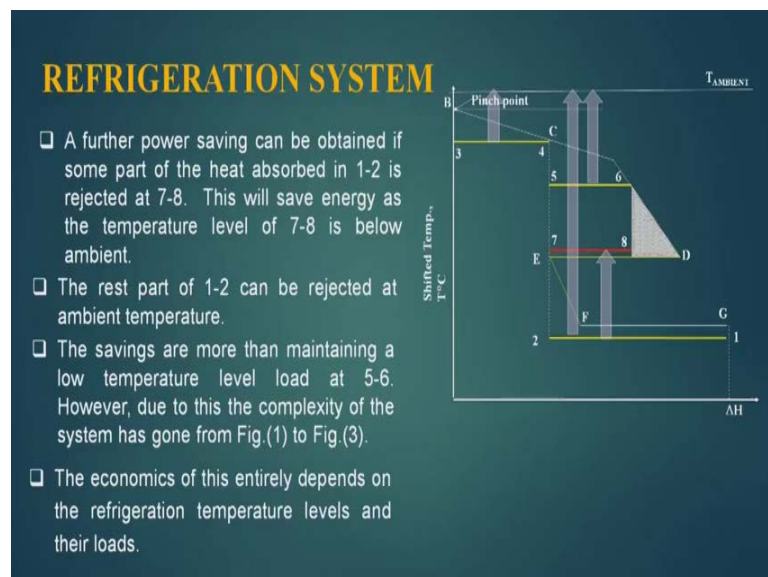 REFRIGERATION SYSTEM
❑ A further power saving can be obtained if
some part of the heat absorbed in 1-2 is
rejected at 7-8. This will save energy as
the temperature level of 7-8 is below
ambient.
❑ The rest part of 1-2 can be rejected at
ambient temperature.
❑ The savings are more than maintaining a
low temperature level load at 5-6.
However, due to this the complexity of the
system has gone from Fig.(1) to Fig.(3).
❑ The economics of this entirely depends on
the refrigeration temperature levels and
their loads.
TAMBIENT
B
Pinch point
C
3
4
5
6
7
8
E
D
F
G
2
1
Shifted Temp.,
T°C
ΔH